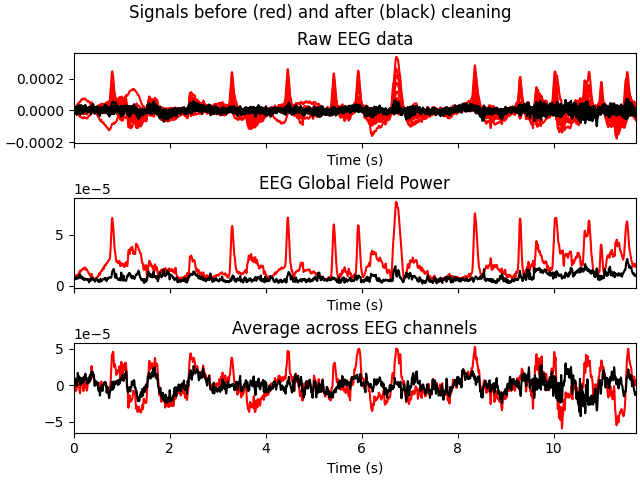 Signals before (red) and after (black) cleaning
Raw EEG data
0.0002
0.0000
−0.0002
Time (s)
EEG Global Field Power
1e−5
5
0
Time (s)
Average across EEG channels
1e−5
5
0
−5
0 2 4 6 8 10
Time (s)